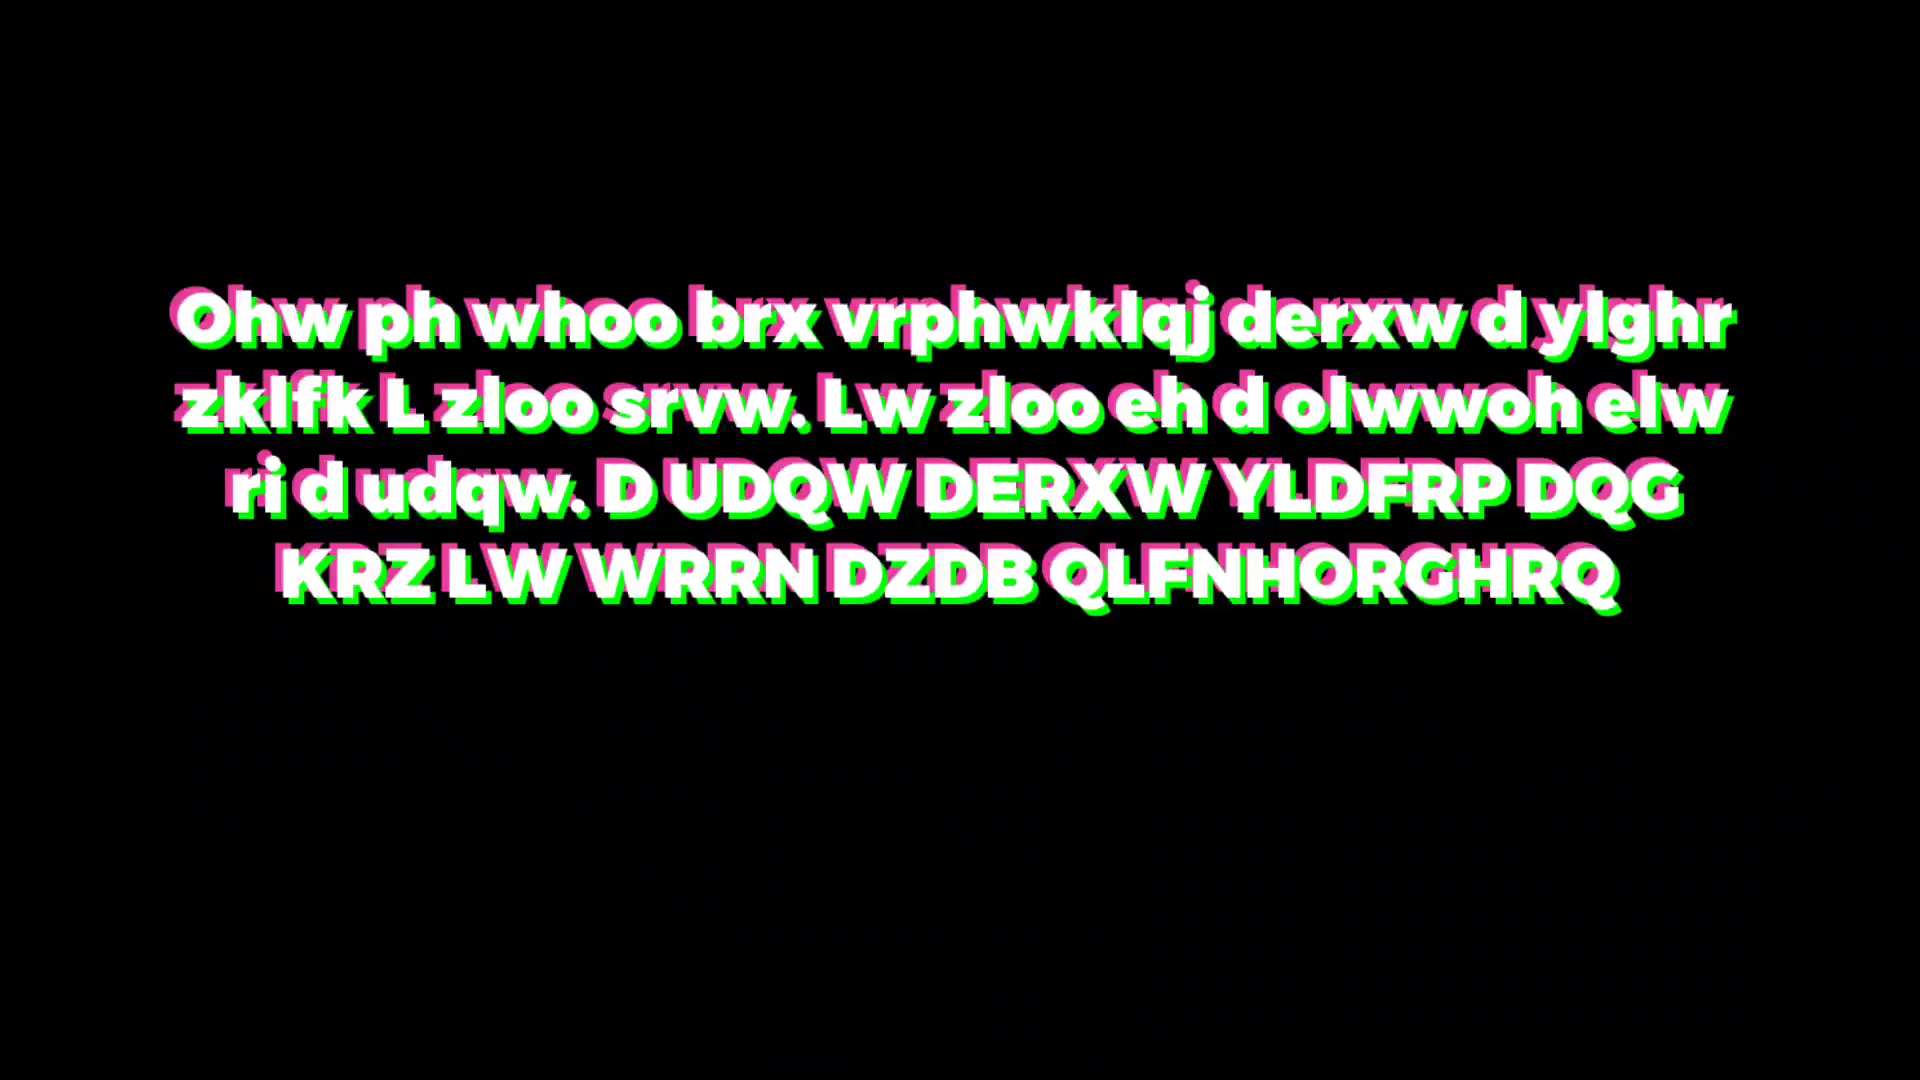 Ohw ph whoo brx vrphwklqj derxw d ylghr
zklfk L zloo srvw. Lw zloo eh d olwwoh elw
ri d udqw. D UDQW DERXW YLDFRP DQG
KRZ LW WRRN DZDB QLFNHORGHRQ